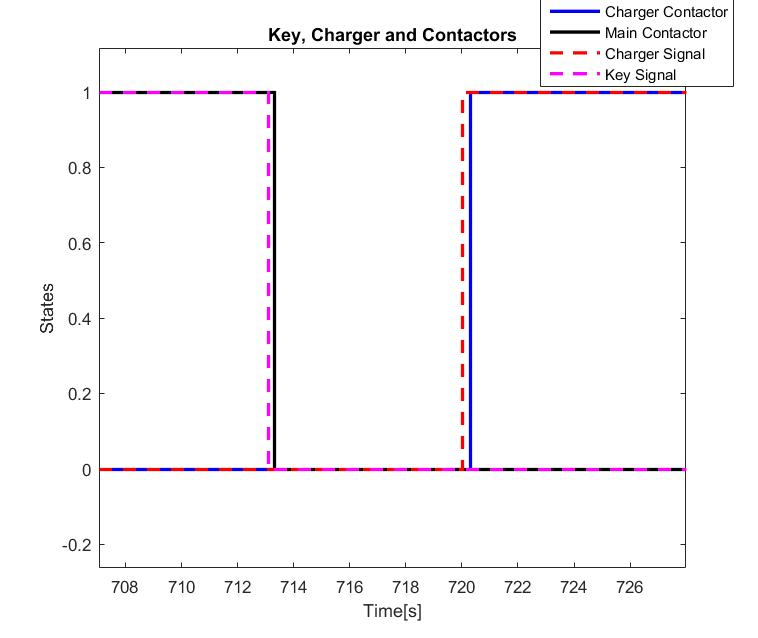 Key, Charger and Contactors
Charger Contactor
Main Contactor
Charger Signal
Key Signal
1
0.8
0.6
0.4
0.2
0
-0.2
States
708 710 712 714 716 718 720 722 724 726
Time[s]